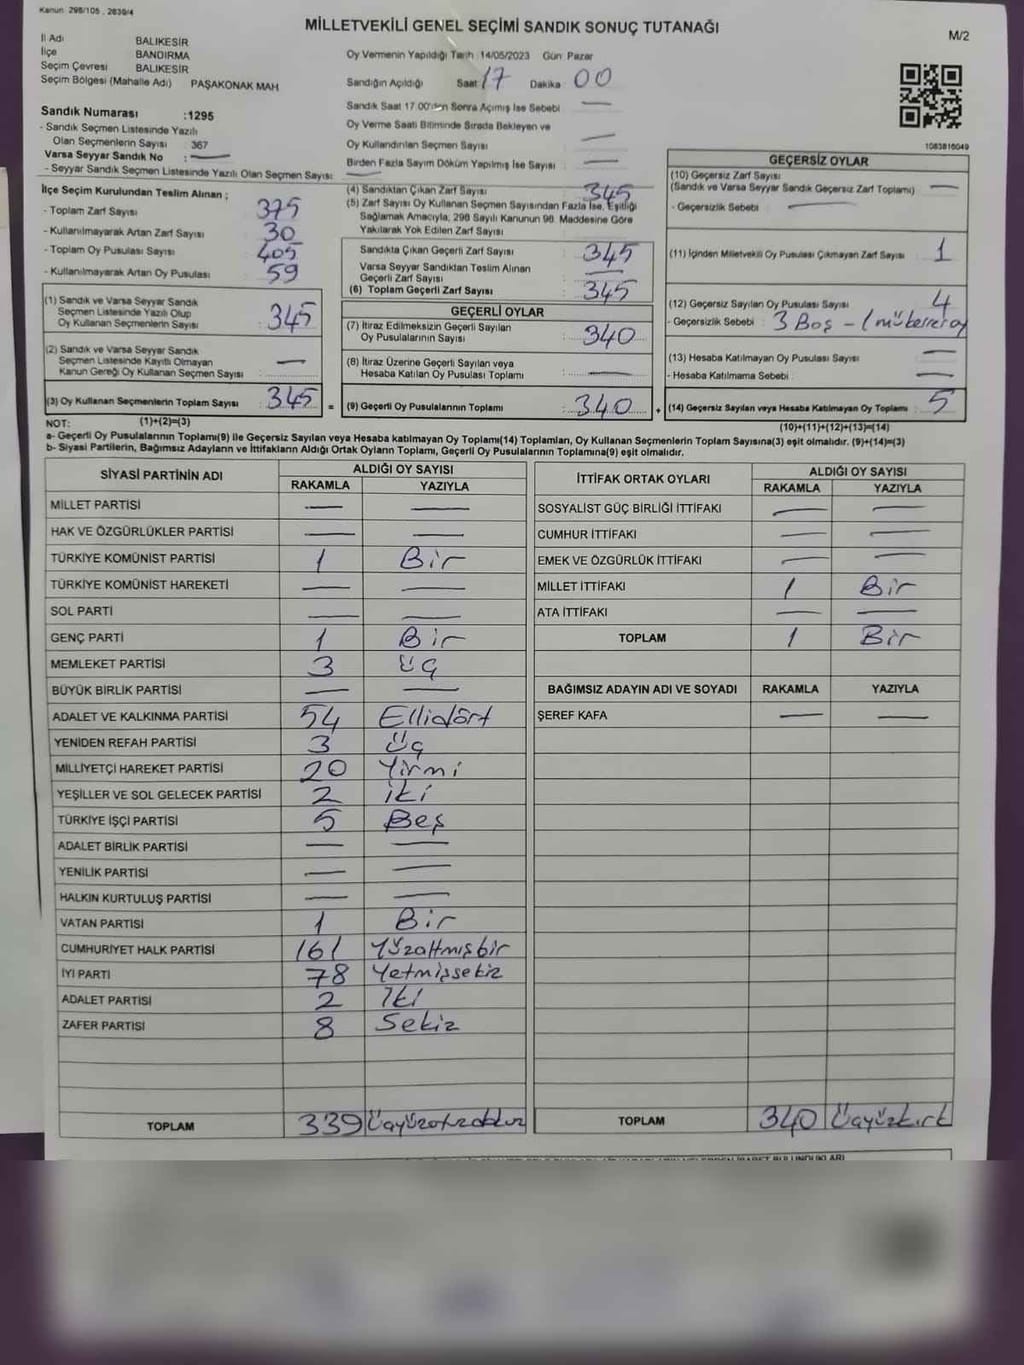 Kanun 298/105 , 2839/4
MİLLETVEKİLİ GENEL SEÇİMİ SANDIK SONUÇ TUTANAĞI
M/2
İl Adı BALIKESİR
İlçe BANDIRMA
Seçim Çevresi BALIKESİR
Seçim Bölgesi (Mahalle Adı) PAŞAKONAK MAH
Oy Vermenin Yapıldığı Tarih : 14/05/2023 Gün Pazar
Sandığın Açıldığı Saat 17 Dakika 00
Sandık Saat 17.00'den Sonra Açımış İse Sebebi : —
Oy Verme Saati Bitiminde Sırada Bekleyen ve
Oy Kullandırılan Seçmen Sayısı : —
Birden Fazla Sayım Döküm Yapılmış İse Sayısı : —
Sandık Numarası :1295
- Sandık Seçmen Listesinde Yazılı
Olan Seçmenlerin Sayısı : 367
Varsa Seyyar Sandık No : —
- Seyyar Sandık Seçmen Listesinde Yazılı Olan Seçmen Sayısı: —
1083816049
İlçe Seçim Kurulundan Teslim Alınan ;
- Toplam Zarf Sayısı 375
- Kullanılmayarak Artan Zarf Sayısı 30
- Toplam Oy Pusulası Sayısı 405
- Kullanılmayarak Artan Oy Pusulası 59
(1) Sandık ve Varsa Seyyar Sandık
Seçmen Listesinde Yazılı Olup
Oy Kullanan Seçmenlerin Sayısı : 345
(2) Sandık ve Varsa Seyyar Sandık
Seçmen Listesinde Kayıtlı Olmayan
Kanun Gereği Oy Kullanan Seçmen Sayısı : —
(3) Oy Kullanan Seçmenlerin Toplam Sayısı : 345 =
(1)+(2)=(3)
(4) Sandıktan Çıkan Zarf Sayısı : 345
(5) Zarf Sayısı Oy Kullanan Seçmen Sayısından Fazla İse, Eşitliği
Sağlamak Amacıyla, 298 Sayılı Kanunun 98. Maddesine Göre
Yakılarak Yok Edilen Zarf Sayısı
Sandıkta Çıkan Geçerli Zarf Sayısı : 345
Varsa Seyyar Sandıktan Teslim Alınan
Geçerli Zarf Sayısı : —
(6) Toplam Geçerli Zarf Sayısı : 345
GEÇERLİ OYLAR
(7) İtiraz Edilmeksizin Geçerli Sayılan
Oy Pusulalarının Sayısı : 340
(8) İtiraz Üzerine Geçerli Sayılan veya
Hesaba Katılan Oy Pusulası Toplamı : —
(9) Geçerli Oy Pusulalarının Toplamı : 340 +
GEÇERSİZ OYLAR
(10) Geçersiz Zarf Sayısı : —
(Sandık ve Varsa Seyyar Sandık Geçersiz Zarf Toplamı)
- Geçersizlik Sebebi : —
(11) İçinden Milletvekili Oy Pusulası Çıkmayan Zarf Sayısı : 1
(12) Geçersiz Sayılan Oy Pusulası Sayısı : 4
- Geçersizlik Sebebi : 3 Boş - 1 mükerrer oy
(13) Hesaba Katılmayan Oy Pusulası Sayısı : —
- Hesaba Katılmama Sebebi : —
(14) Geçersiz Sayılan veya Hesaba Katılmayan Oy Toplamı : 5
(10)+(11)+(12)+(13)=(14)
NOT:
a- Geçerli Oy Pusulalarının Toplamı(9) ile Geçersiz Sayılan veya Hesaba katılmayan Oy Toplamı(14) Toplamları, Oy Kullanan Seçmenlerin Toplam Sayısına(3) eşit olmalıdır. (9)+(14)=(3)
b- Siyasi Partilerin, Bağımsız Adayların ve İttifakların Aldığı Ortak Oyların Toplamı, Geçerli Oy Pusulalarının Toplamına(9) eşit olmalıdır.
SİYASİ PARTİNİN ADI ALDIĞI OY SAYISI
RAKAMLA YAZIYLA
MİLLET PARTİSİ — —
HAK VE ÖZGÜRLÜKLER PARTİSİ — —
TÜRKİYE KOMÜNİST PARTİSİ 1 Bir
TÜRKİYE KOMÜNİST HAREKETİ — —
SOL PARTİ — —
GENÇ PARTİ 1 Bir
MEMLEKET PARTİSİ 3 Üç
BÜYÜK BİRLİK PARTİSİ — —
ADALET VE KALKINMA PARTİSİ 54 Ellidört
YENİDEN REFAH PARTİSİ 3 Üç
MİLLİYETÇİ HAREKET PARTİSİ 20 Yirmi
YEŞİLLER VE SOL GELECEK PARTİSİ 2 iki
TÜRKİYE İŞÇİ PARTİSİ 5 Beş
ADALET BİRLİK PARTİSİ — —
YENİLİK PARTİSİ — —
HALKIN KURTULUŞ PARTİSİ — —
VATAN PARTİSİ 1 Bir
CUMHURİYET HALK PARTİSİ 161 Yüzaltmışbir
İYİ PARTİ 78 Yetmişsekiz
ADALET PARTİSİ 2 İki
ZAFER PARTİSİ 8 Sekiz
TOPLAM 339 Üçyüzotuzdokuz
İTTİFAK ORTAK OYLARI ALDIĞI OY SAYISI
RAKAMLA YAZIYLA
SOSYALİST GÜÇ BİRLİĞİ İTTİFAKI — —
CUMHUR İTTİFAKI — —
EMEK VE ÖZGÜRLÜK İTTİFAKI — —
MİLLET İTTİFAKI 1 Bir
ATA İTTİFAKI — —
TOPLAM 1 Bir
BAĞIMSIZ ADAYIN ADI VE SOYADI RAKAMLA YAZIYLA
ŞEREF KAFA — —
TOPLAM 340 Üçyüzkırk